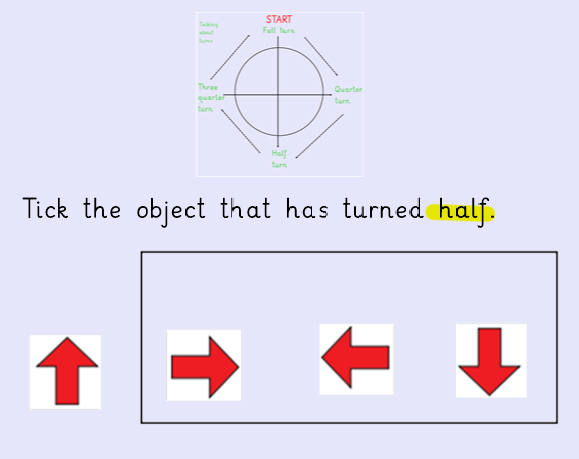 Talking
about
turns
START
Full turn
Three
quarter
turn
Quarter
turn
Half
turn
Tick the object that has turned half.